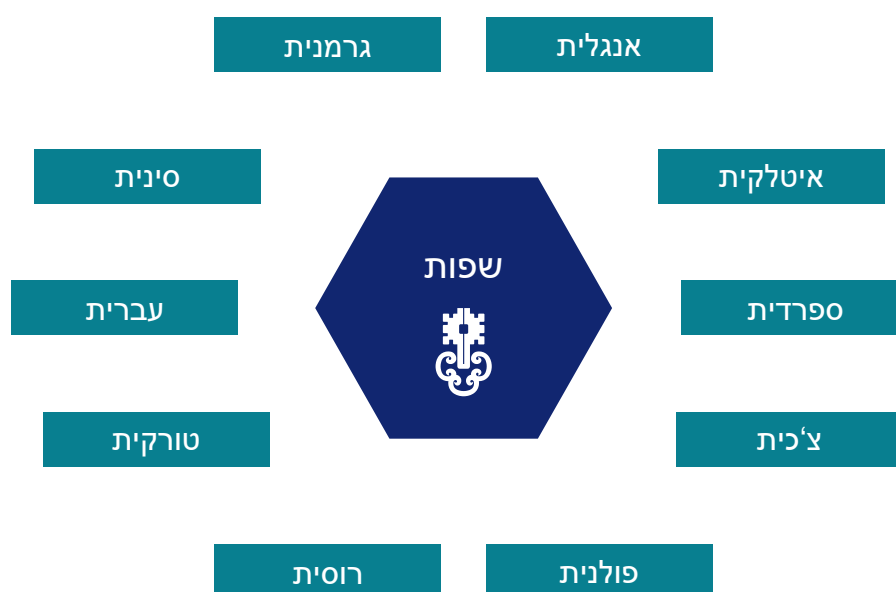 אנגלית
גרמנית
איטלקית
סינית
שפות
ספרדית
עברית
צ'כית
טורקית
פולנית
רוסית